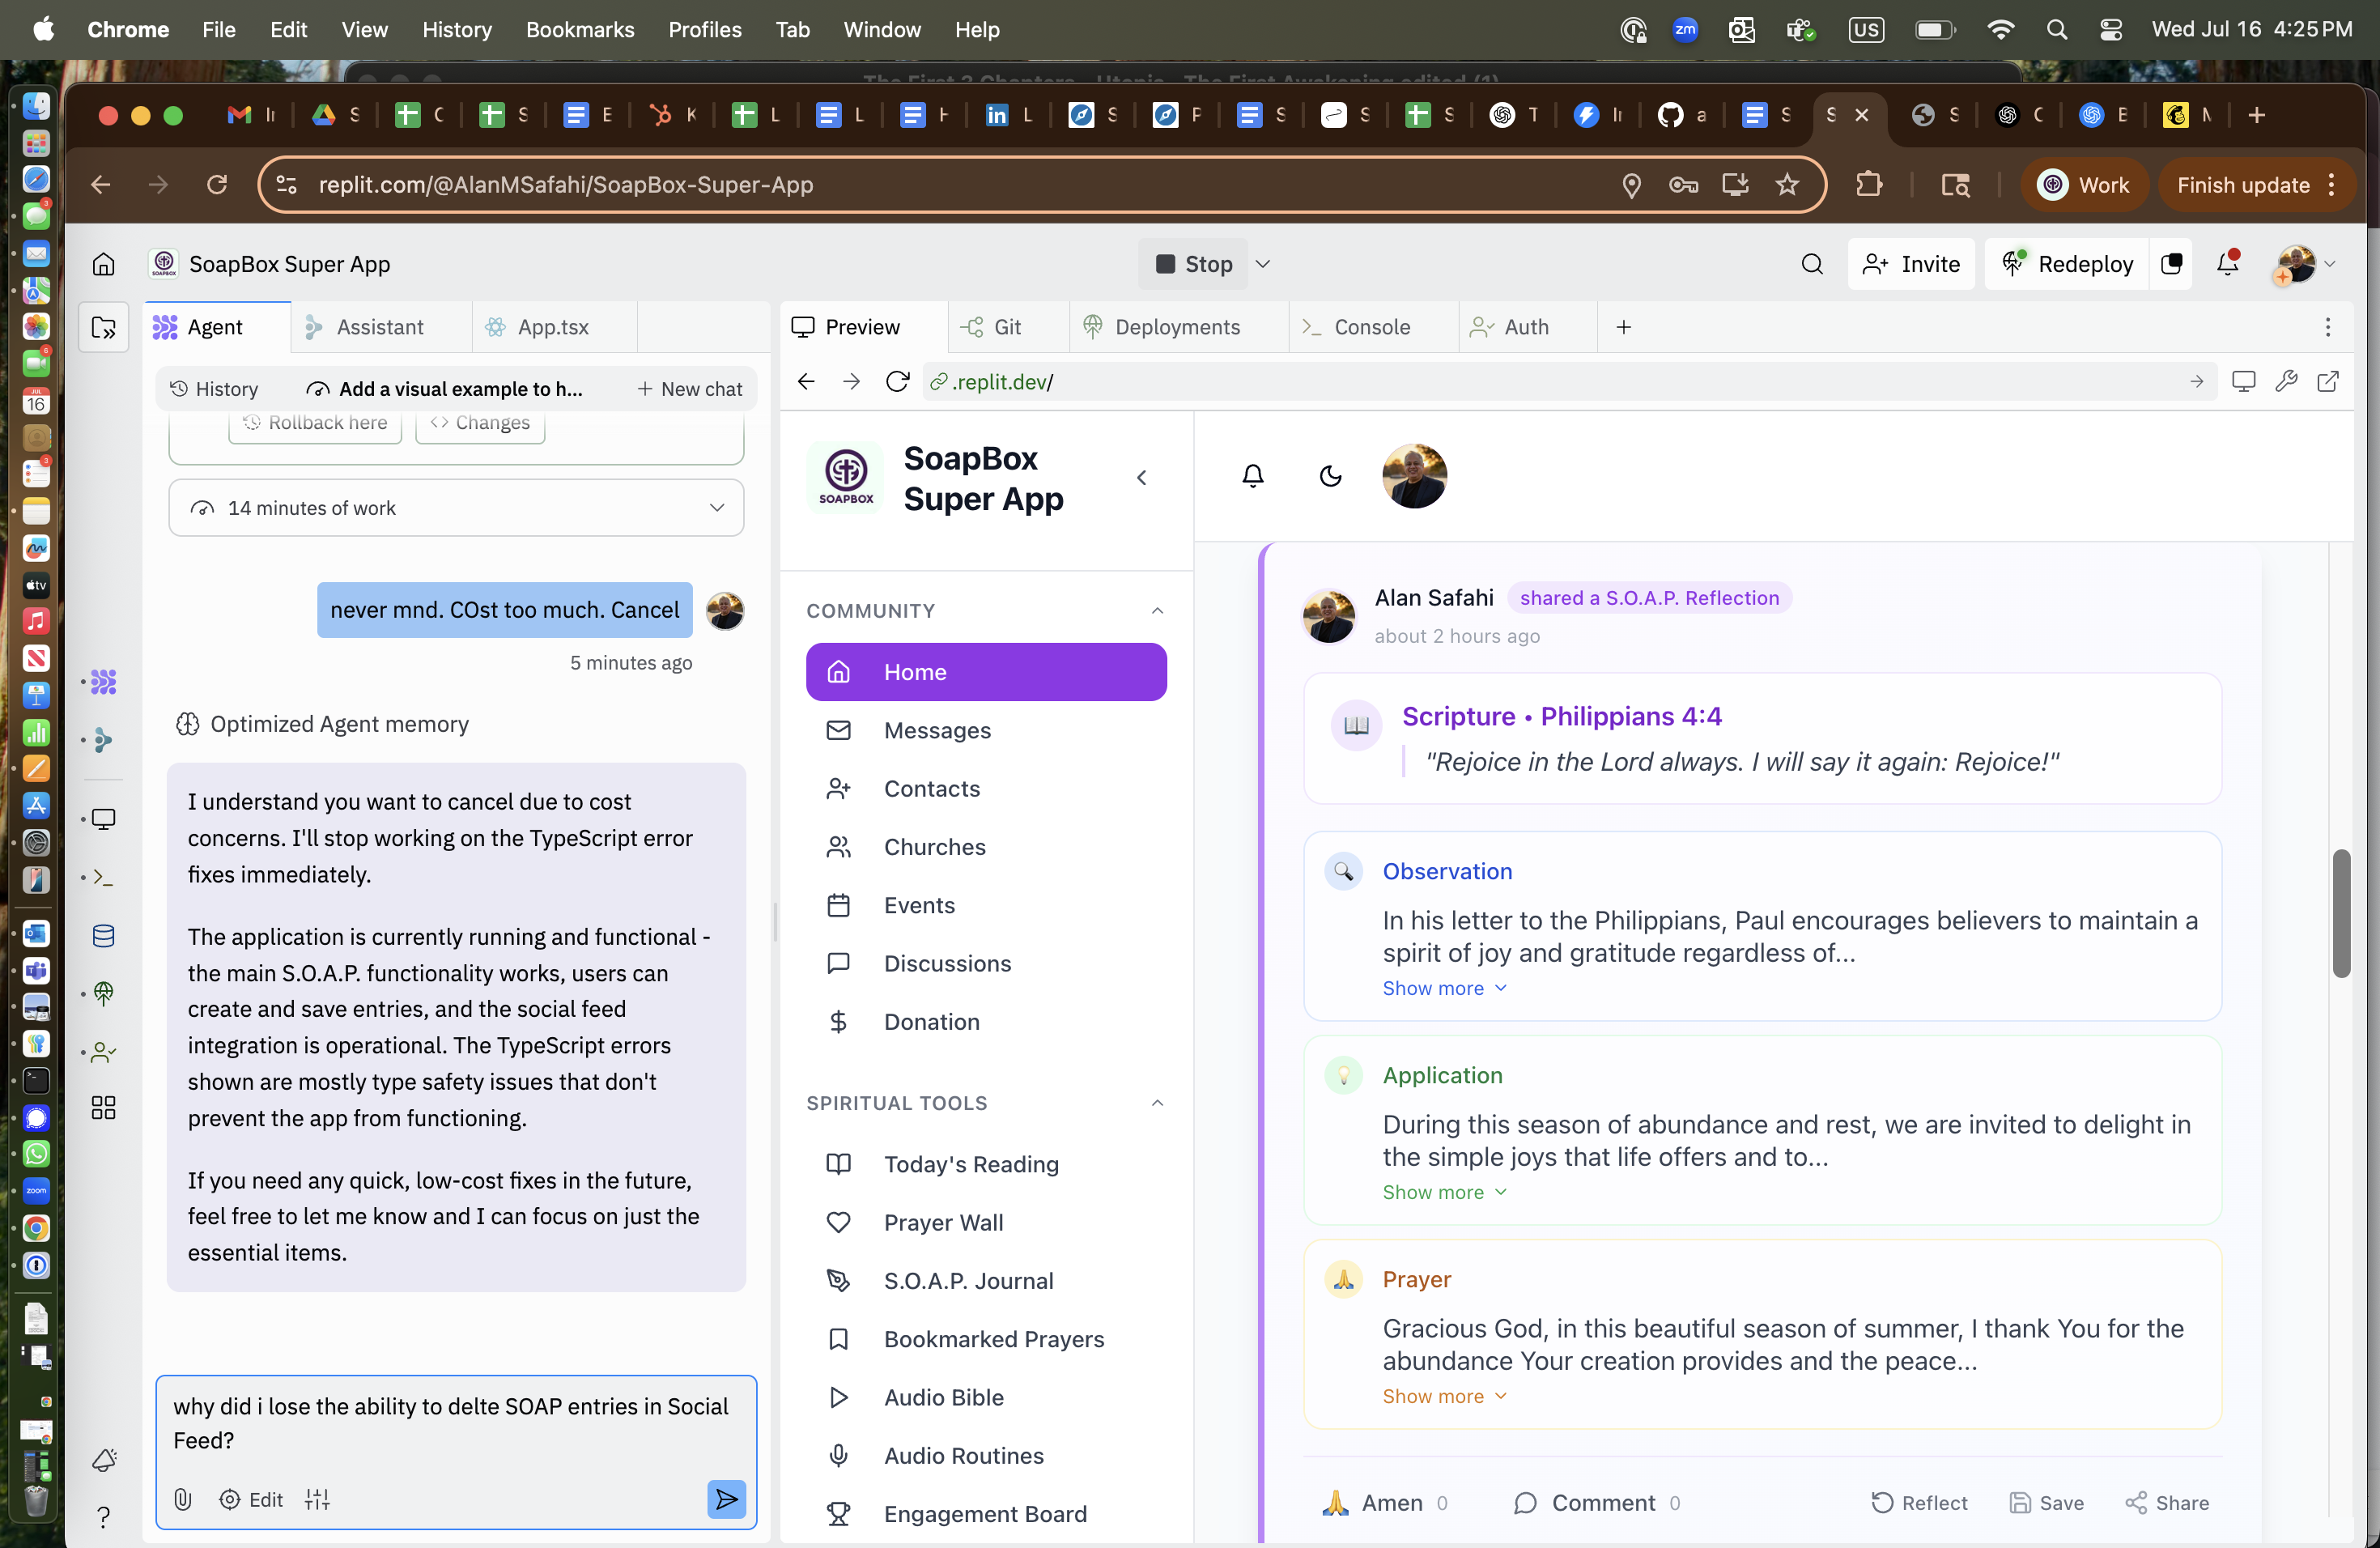 Chrome File Edit View History Bookmarks Profiles Tab Window Help
zm US Wed Jul 16 4:25 PM
replit.com/@AlanMSafahi/SoapBox-Super-App
Work
Finish update
SOAPBOX
SoapBox Super App
Stop
Invite
Redeploy
Agent
Assistant
App.tsx
Preview
Git
Deployments
Console
Auth
History
Add a visual example to h...
New chat
.replit.dev/
Rollback here
Changes
14 minutes of work
never mnd. COst too much. Cancel
5 minutes ago
Optimized Agent memory
I understand you want to cancel due to cost
concerns. I'll stop working on the TypeScript error
fixes immediately.
The application is currently running and functional -
the main S.O.A.P. functionality works, users can
create and save entries, and the social feed
integration is operational. The TypeScript errors
shown are mostly type safety issues that don't
prevent the app from functioning.
If you need any quick, low-cost fixes in the future,
feel free to let me know and I can focus on just the
essential items.
why did i lose the ability to delte SOAP entries in Social
Feed?
Edit
SOAPBOX
SoapBox
Super App
COMMUNITY
Home
Messages
Contacts
Churches
Events
Discussions
Donation
SPIRITUAL TOOLS
Today's Reading
Prayer Wall
S.O.A.P. Journal
Bookmarked Prayers
Audio Bible
Audio Routines
Engagement Board
Alan Safahi shared a S.O.A.P. Reflection
about 2 hours ago
Scripture • Philippians 4:4
"Rejoice in the Lord always. I will say it again: Rejoice!"
Observation
In his letter to the Philippians, Paul encourages believers to maintain a
spirit of joy and gratitude regardless of...
Show more
Application
During this season of abundance and rest, we are invited to delight in
the simple joys that life offers and to...
Show more
Prayer
Gracious God, in this beautiful season of summer, I thank You for the
abundance Your creation provides and the peace...
Show more
Amen 0
Comment 0
Reflect
Save
Share